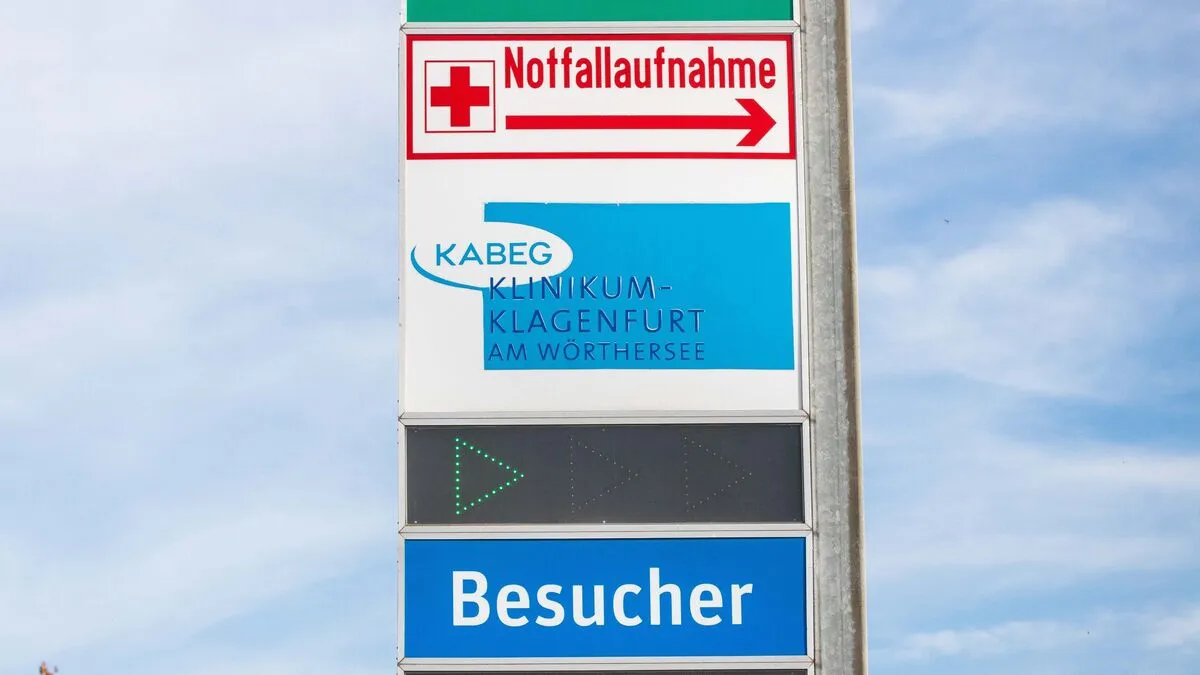 Notfallaufnahme
KABEG
KLINIKUM-
KLAGENFURT
AM WÖRTHERSEE
Besucher